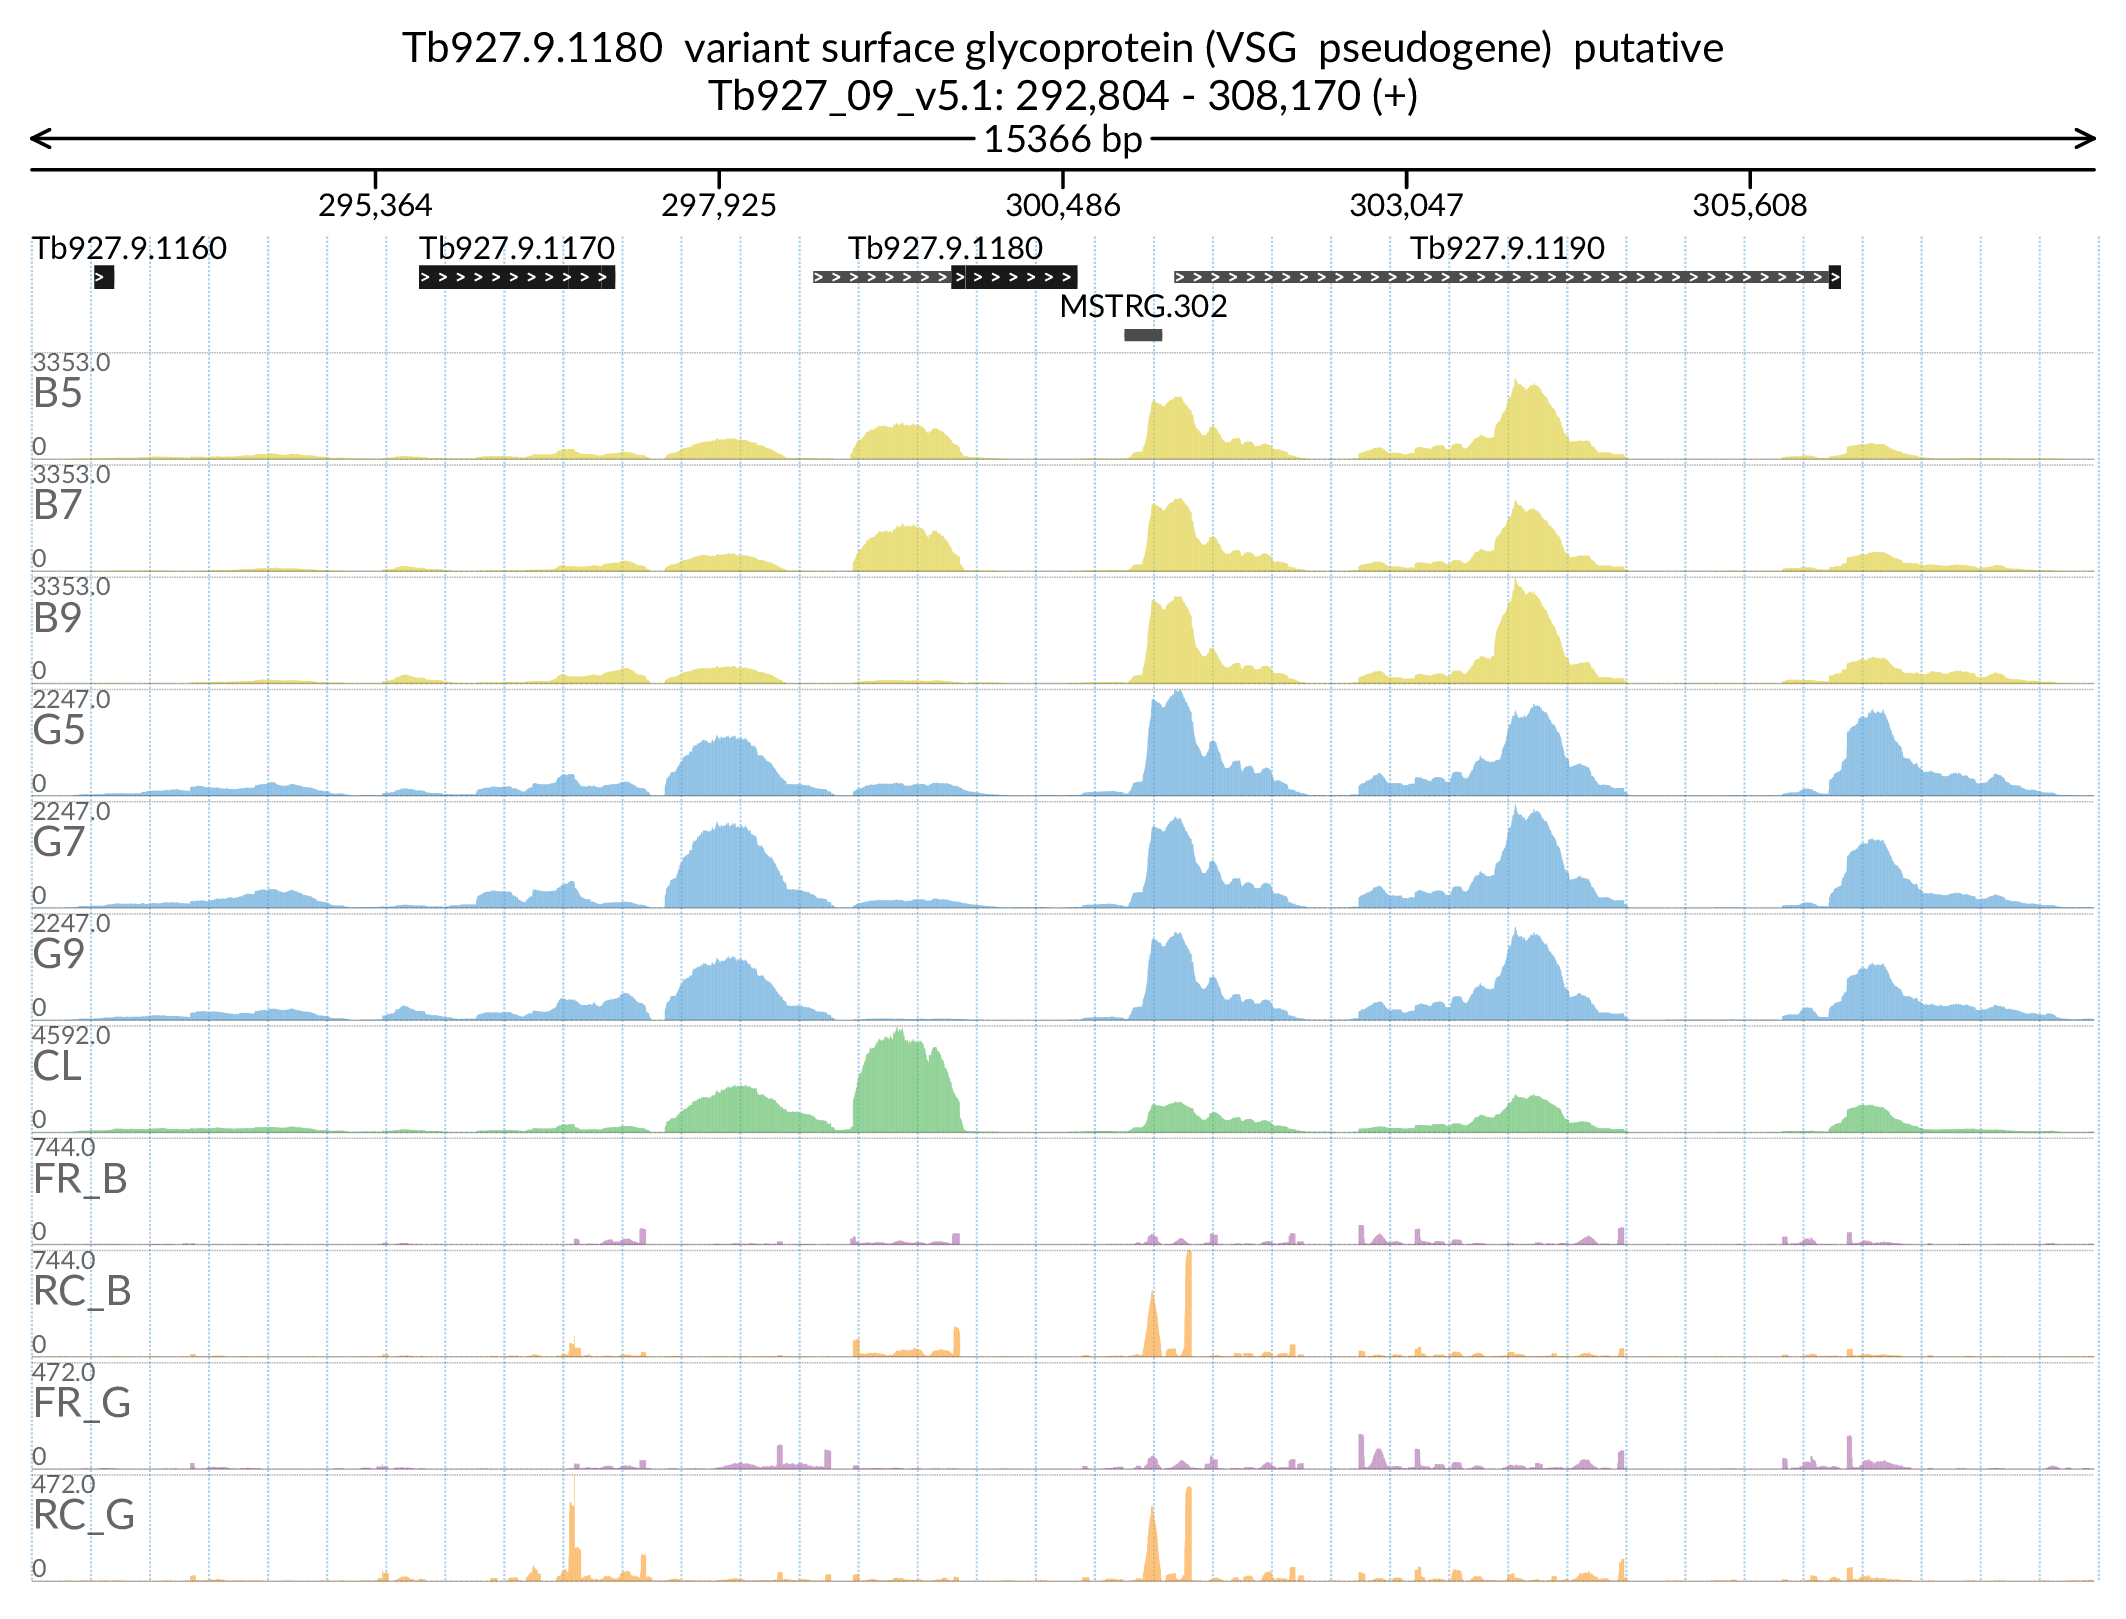 Tb927.9.1180  variant surface glycoprotein (VSG  pseudogene)  putative
Tb927_09_v5.1: 292,804 - 308,170 (+)
15366 bp
295,364 297,925 300,486 303,047 305,608
Tb927.9.1160 Tb927.9.1170 Tb927.9.1180 Tb927.9.1190
MSTRG.302
3353.0
B5
0
3353.0
B7
0
3353.0
B9
0
2247.0
G5
0
2247.0
G7
0
2247.0
G9
0
4592.0
CL
0
744.0
FR_B
0
744.0
RC_B
0
472.0
FR_G
0
472.0
RC_G
0